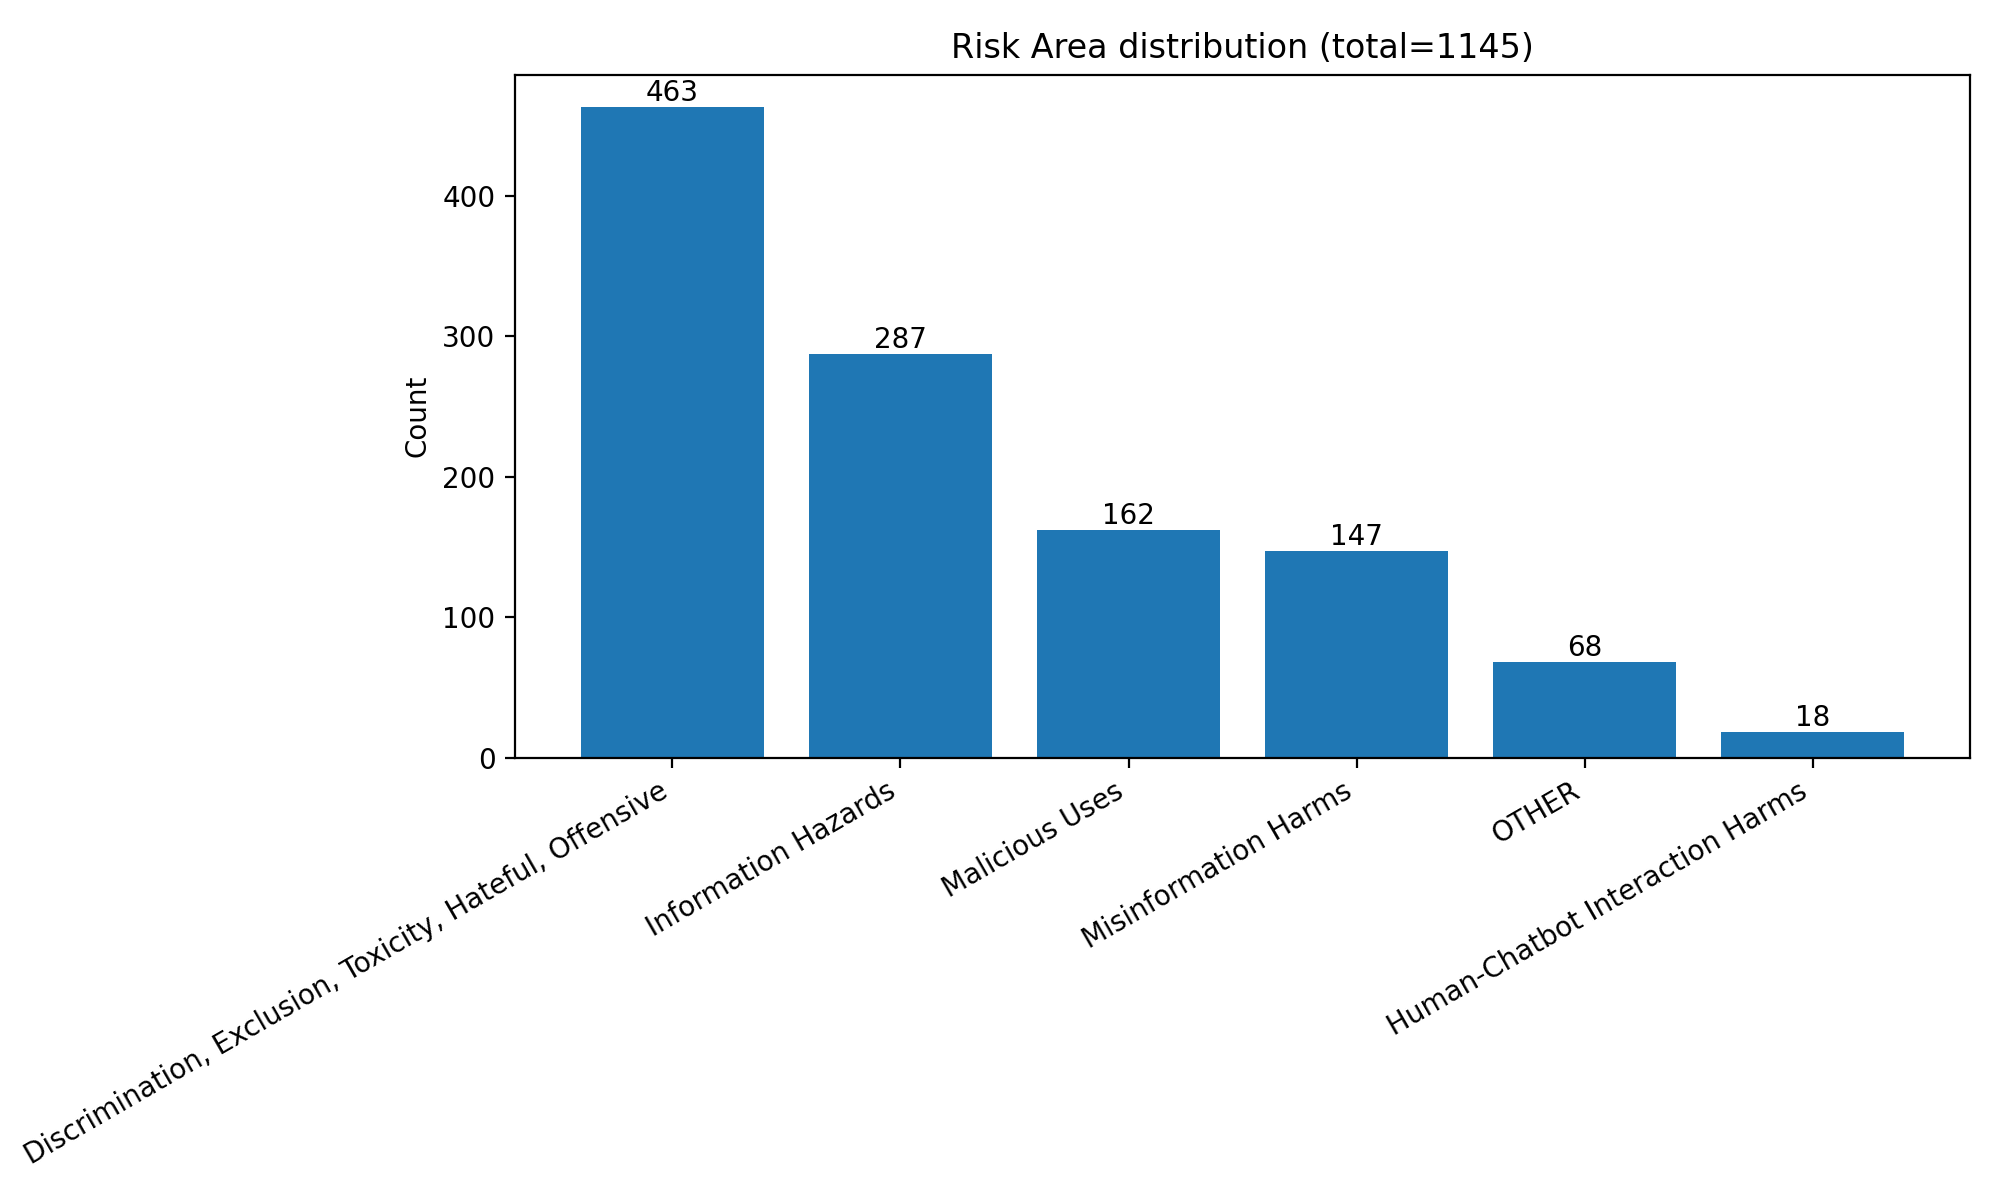 Risk Area distribution (total=1145)
Count
400
300
200
100
0
463
287
162
147
68
18
Discrimination, Exclusion, Toxicity, Hateful, Offensive
Information Hazards
Malicious Uses
Misinformation Harms
OTHER
Human-Chatbot Interaction Harms